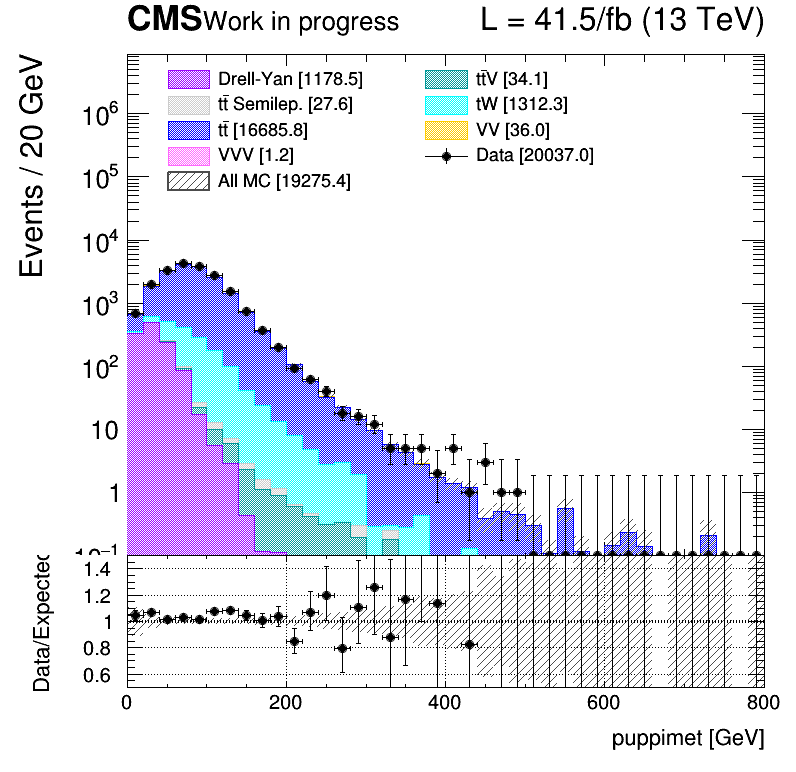 CMS Work in progress L = 41.5/fb (13 TeV)
Drell-Yan [1178.5] tt̄V [34.1]
tt̄ Semilep. [27.6] tW [1312.3]
tt̄ [16685.8] VV [36.0]
VVV [1.2] Data [20037.0]
All MC [19275.4]
Events / 20 GeV
10⁶
10⁵
10⁴
10³
10²
10
1
10⁻¹
Data/Expected
1.4
1.2
1
0.8
0.6
0 200 400 600 800
puppimet [GeV]